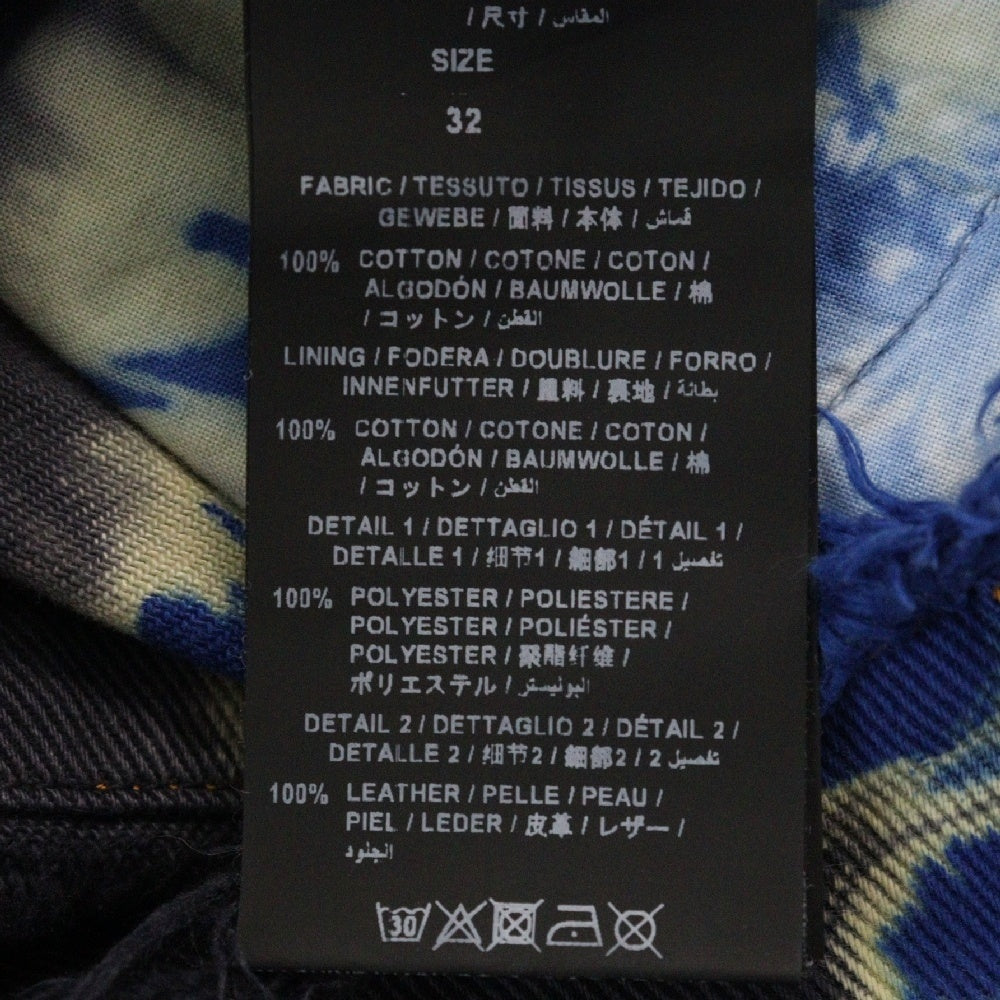 / 尺寸 / المقاس
SIZE
32
FABRIC / TESSUTO / TISSUS / TEJIDO /
GEWEBE / 面料 / 本体 / قماش
100% COTTON / COTONE / COTON /
ALGODÓN / BAUMWOLLE / 棉
/ コットン / القطن
LINING / FODERA / DOUBLURE / FORRO /
INNENFUTTER / 里料 / 裏地 / بطانة
100% COTTON / COTONE / COTON /
ALGODÓN / BAUMWOLLE / 棉
/ コットン / القطن
DETAIL 1 / DETTAGLIO 1 / DÉTAIL 1 /
DETALLE 1 / 细节1 / 細部1 / تفصيل 1
100% POLYESTER / POLIESTERE /
POLYESTER / POLIÉSTER /
POLYESTER / 聚酯纤维 /
ポリエステル / البوليستر
DETAIL 2 / DETTAGLIO 2 / DÉTAIL 2 /
DETALLE 2 / 细节2 / 細部2 / تفصيل 2
100% LEATHER / PELLE / PEAU /
PIEL / LEDER / 皮革 / レザー /
الجلود
30